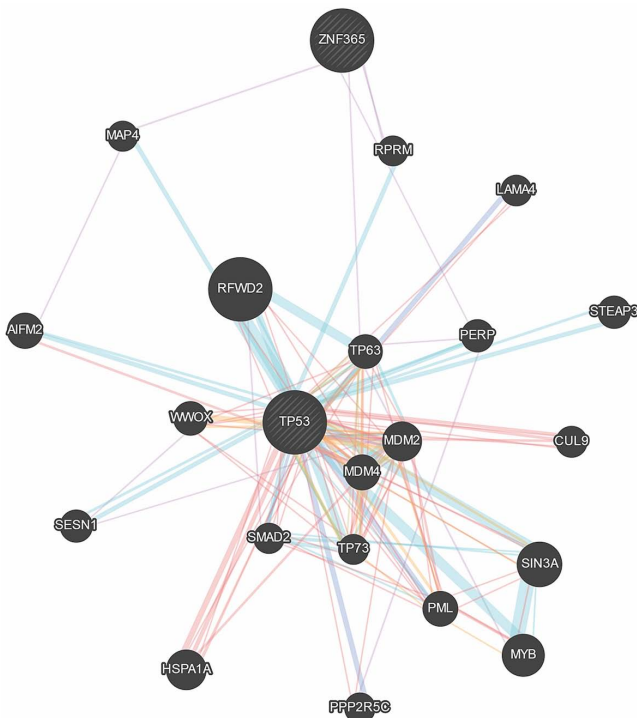 ZNF365
MAP4
RPRM
LAMA4
RFWD2
STEAP3
AIFM2
PERP
TP63
WWOX
TP53
MDM2
CUL9
MDM4
SESN1
SMAD2
TP73
SIN3A
PML
MYB
HSPA1A
PPP2R5C